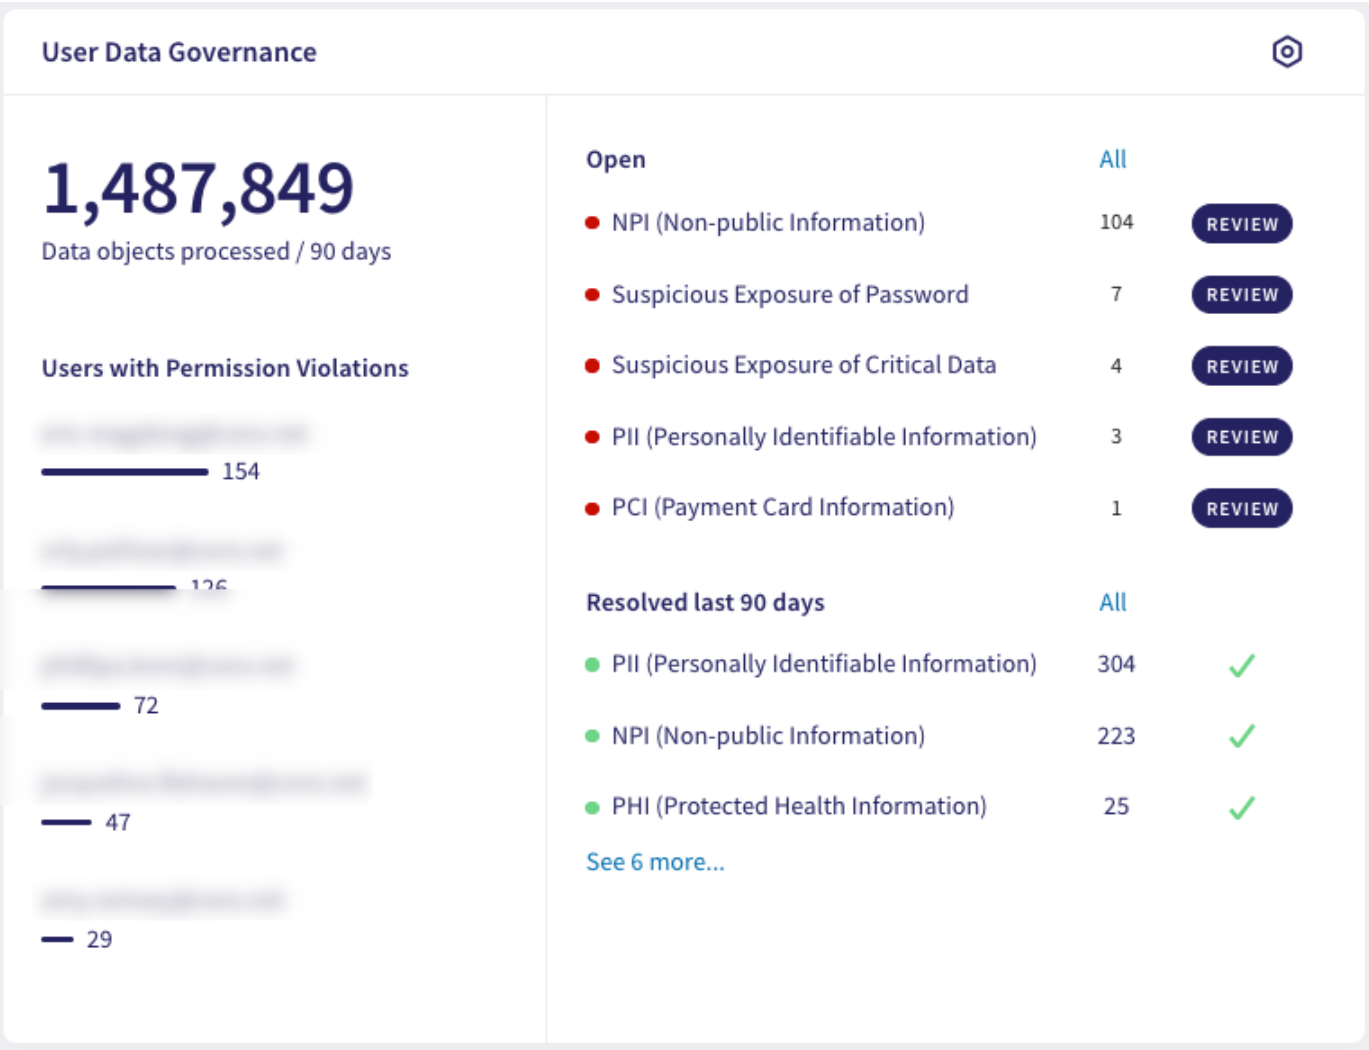 User Data Governance
1,487,849
Data objects processed / 90 days
Users with Permission Violations
154
126
72
47
29
Open All
NPI (Non-public Information) 104 REVIEW
Suspicious Exposure of Password 7 REVIEW
Suspicious Exposure of Critical Data 4 REVIEW
PII (Personally Identifiable Information) 3 REVIEW
PCI (Payment Card Information) 1 REVIEW
Resolved last 90 days All
PII (Personally Identifiable Information) 304
NPI (Non-public Information) 223
PHI (Protected Health Information) 25
See 6 more...